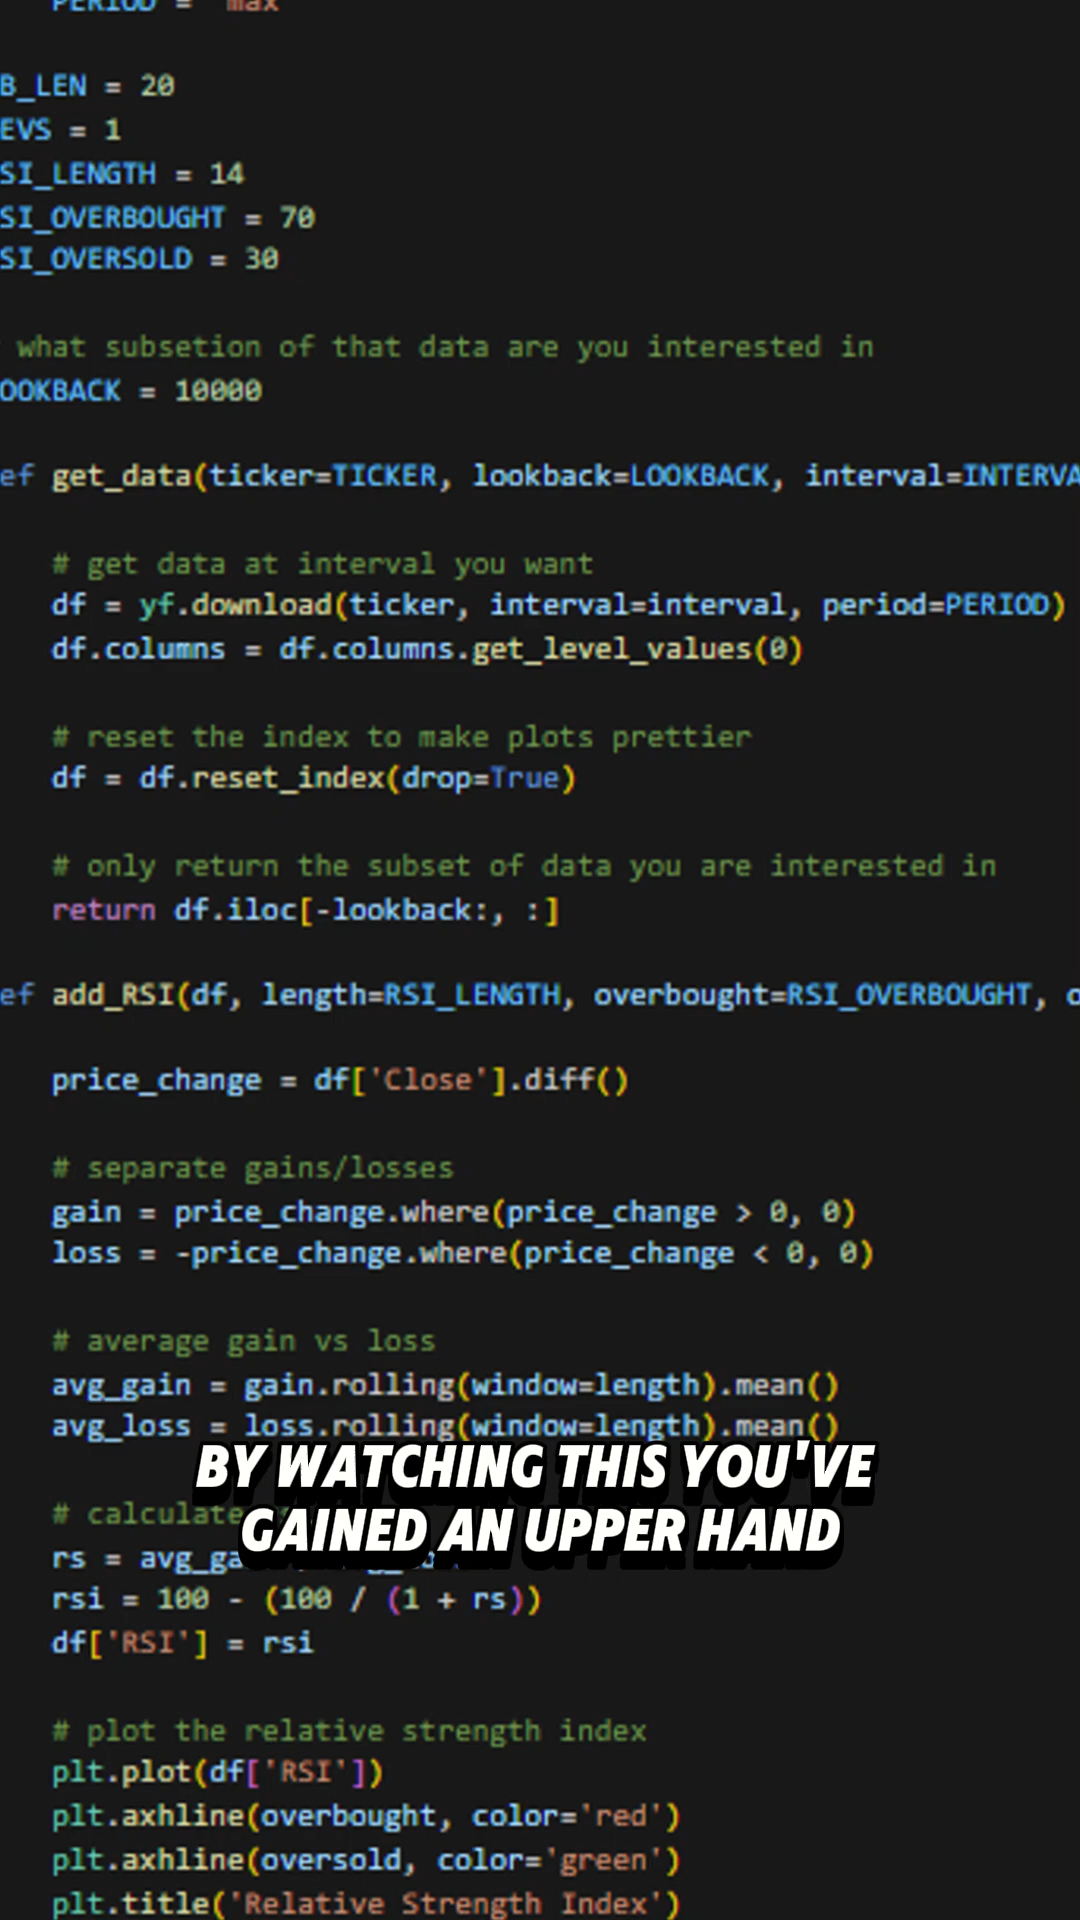 PERIOD = "max"
B_LEN = 20
EVS = 1
SI_LENGTH = 14
SI_OVERBOUGHT = 70
SI_OVERSOLD = 30
what subsetion of that data are you interested in
OOKBACK = 10000
ef get_data(ticker=TICKER, lookback=LOOKBACK, interval=INTERVA
# get data at interval you want
df = yf.download(ticker, interval=interval, period=PERIOD)
df.columns = df.columns.get_level_values(0)
# reset the index to make plots prettier
df = df.reset_index(drop=True)
# only return the subset of data you are interested in
return df.iloc[-lookback:, :]
ef add_RSI(df, length=RSI_LENGTH, overbought=RSI_OVERBOUGHT, o
price_change = df['Close'].diff()
# separate gains/losses
gain = price_change.where(price_change > 0, 0)
loss = -price_change.where(price_change < 0, 0)
# average gain vs loss
avg_gain = gain.rolling(window=length).mean()
avg_loss = loss.rolling(window=length).mean()
BY WATCHING THIS YOU'VE
GAINED AN UPPER HAND
# calculate
rs = avg_ga
rsi = 100 - (100 / (1 + rs))
df['RSI'] = rsi
# plot the relative strength index
plt.plot(df['RSI'])
plt.axhline(overbought, color='red')
plt.axhline(oversold, color='green')
plt.title('Relative Strength Index')